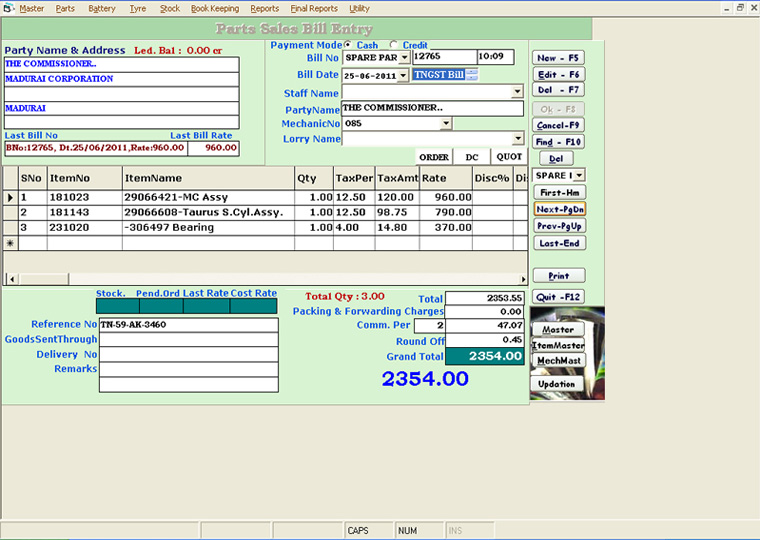 Master Parts Battery Tyre Stock Book Keeping Reports Final Reports Utility
Parts Sales Bill Entry
Party Name & Address Led. Bal : 0.00 cr
THE COMMISSIONER..
MADURAI CORPORATION
MADURAI
Last Bill No Last Bill Rate
BNo:12765, Dt.25/06/2011,Rate:960.00 960.00
Payment Mode Cash Credit
Bill No SPARE PAR 12765 10:09
Bill Date 25-06-2011 TNGST Bill
Staff Name
PartyName THE COMMISSIONER..
MechanicNo 085
Lorry Name
ORDER DC QUOT
New - F5
Edit - F6
Del - F7
Ok - F8
Cancel-F9
Find - F10
Del
SPARE I
First-Hm
Next-PgDn
Prev-PgUp
Last-End
Print
Quit -F12
SNo ItemNo ItemName Qty TaxPer TaxAmt Rate Disc% Di
1 181023 29066421-MC Assy 1.00 12.50 120.00 960.00
2 181143 29066608-Taurus S.Cyl.Assy. 1.00 12.50 98.75 790.00
3 231020 -306497 Bearing 1.00 4.00 14.80 370.00
Stock. Pend.Ord Last Rate Cost Rate
Reference No TN-59-AK-3460
GoodsSentThrough
Delivery No
Remarks
Total Qty : 3.00 Total 2353.55
Packing & Forwarding Charges 0.00
Comm. Per 2 47.07
Round Off 0.45
Grand Total 2354.00
2354.00
Master
ItemMaster
MechMast
Updation
CAPS NUM INS